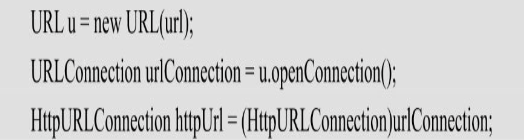 URL u = new URL(url);
URLConnection urlConnection = u.openConnection();
HttpURLConnection httpUrl = (HttpURLConnection)urlConnection;